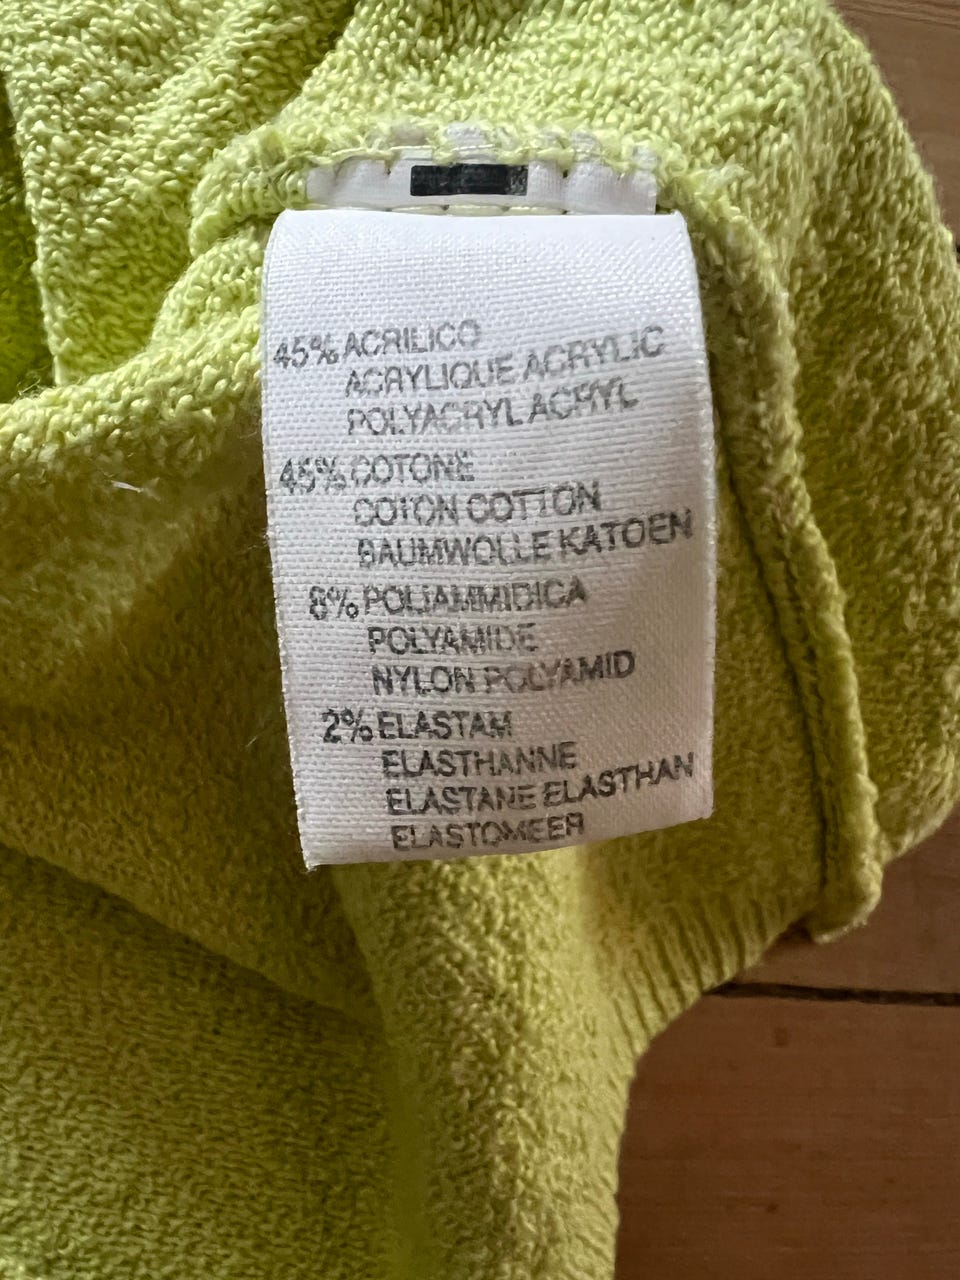 45% ACRILICO
ACRYLIQUE ACRYLIC
POLYACRYL ACRYL
45% COTONE
COTON COTTON
BAUMWOLLE KATOEN
8% POLIAMMIDICA
POLYAMIDE
NYLON POLYAMID
2% ELASTAM
ELASTHANNE
ELASTANE ELASTHAN
ELASTOMEER